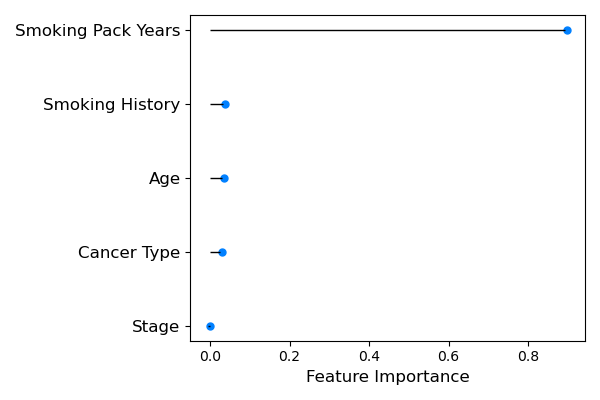 Smoking Pack Years
Smoking History
Age
Cancer Type
Stage
0.0 0.2 0.4 0.6 0.8
Feature Importance